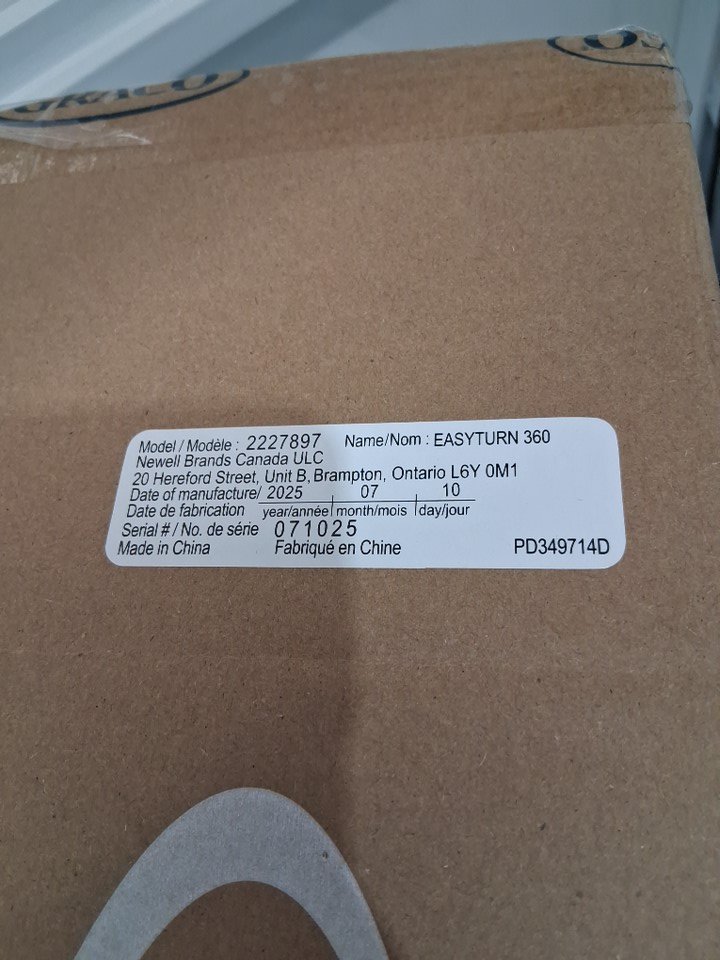 GRACO
Model / Modèle : 2227897 Name/Nom : EASYTURN 360
Newell Brands Canada ULC
20 Hereford Street, Unit B, Brampton, Ontario L6Y 0M1
Date of manufacture/ 2025 07 10
Date de fabrication year/année month/mois day/jour
Serial # / No. de série 071025
Made in China Fabriqué en Chine PD349714D